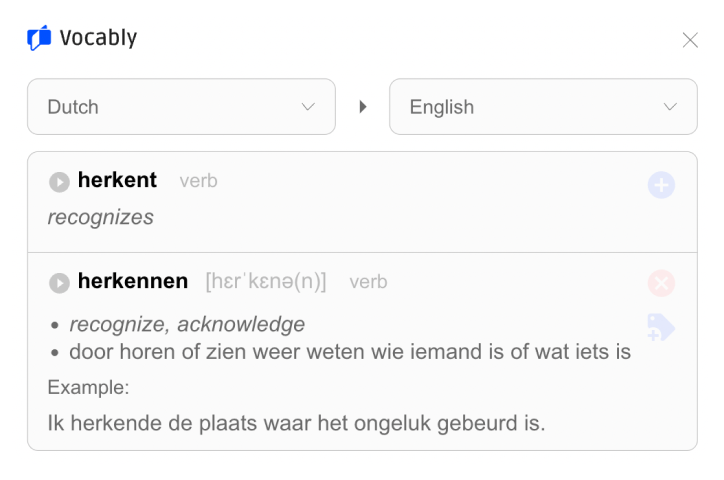 Vocably
Dutch
English
herkent verb
recognizes
herkennen [hɛrˈkɛnə(n)] verb
• recognize, acknowledge
• door horen of zien weer weten wie iemand is of wat iets is
Example:
Ik herkende de plaats waar het ongeluk gebeurd is.